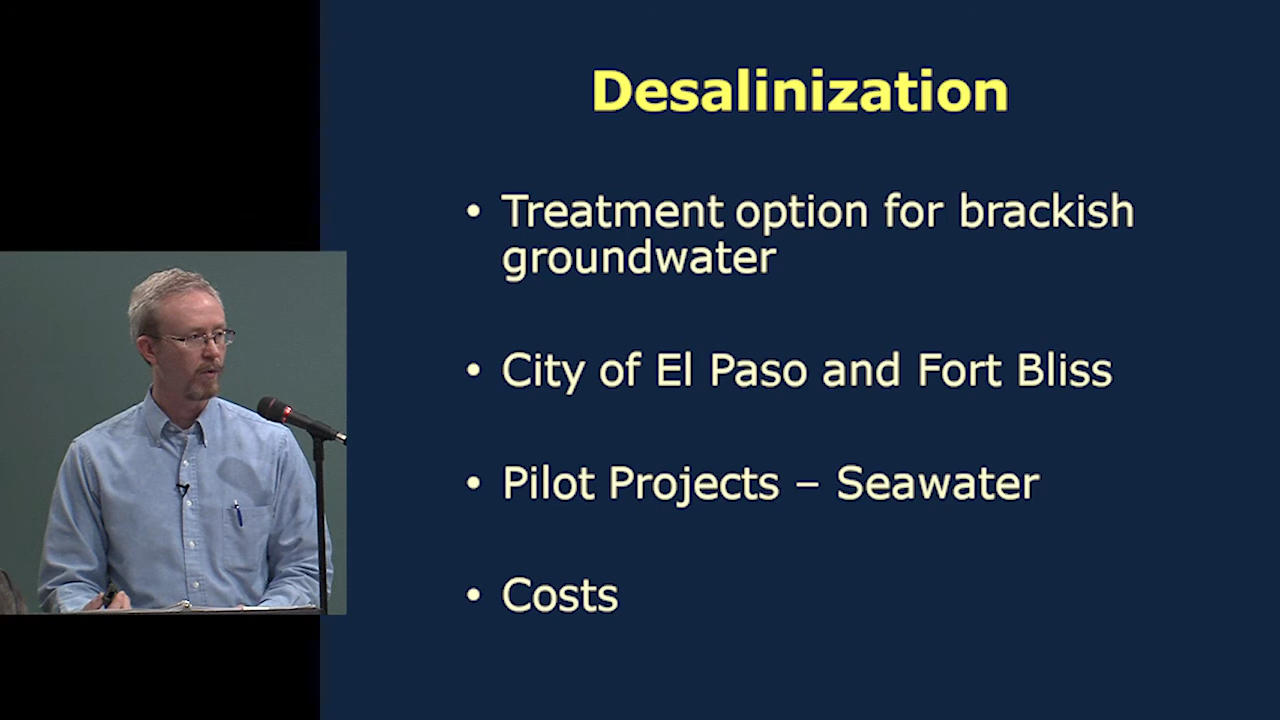 Desalinization
• Treatment option for brackish
groundwater
• City of El Paso and Fort Bliss
• Pilot Projects – Seawater
• Costs